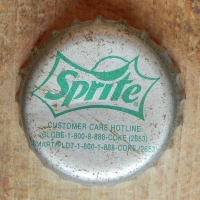 Sprite
CUSTOMER CARE HOTLINE:
GLOBE-1-800-8-888-COKE (2653)
SMART/PLDT-1-800-1-888-COKE (2653)